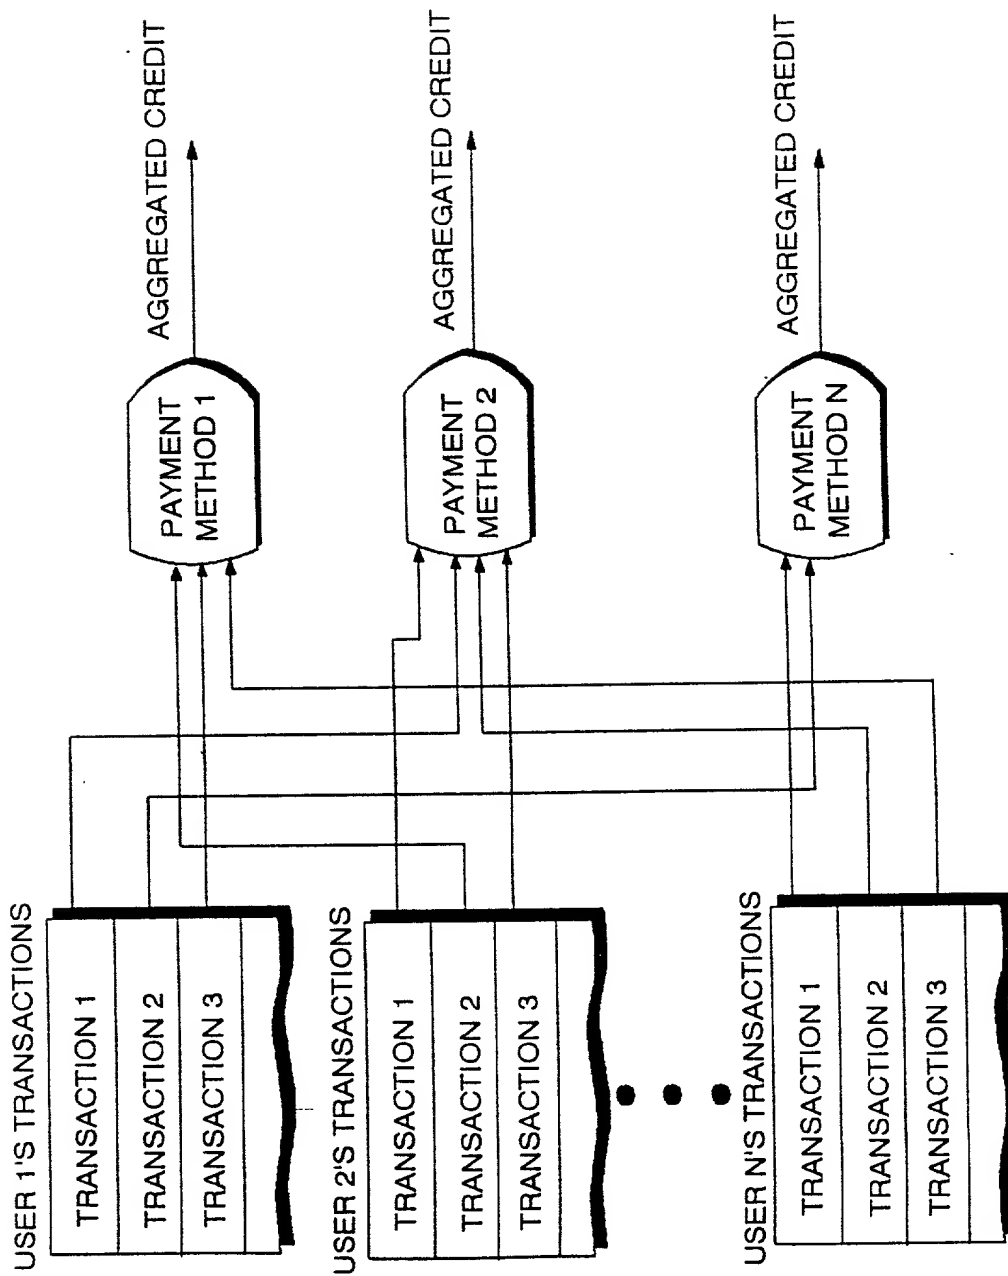 USER 1'S TRANSACTIONS
TRANSACTION 1
TRANSACTION 2
TRANSACTION 3
USER 2'S TRANSACTIONS
TRANSACTION 1
TRANSACTION 2
TRANSACTION 3
USER N'S TRANSACTIONS
TRANSACTION 1
TRANSACTION 2
TRANSACTION 3
PAYMENT
METHOD 1
PAYMENT
METHOD 2
PAYMENT
METHOD N
AGGREGATED CREDIT
AGGREGATED CREDIT
AGGREGATED CREDIT